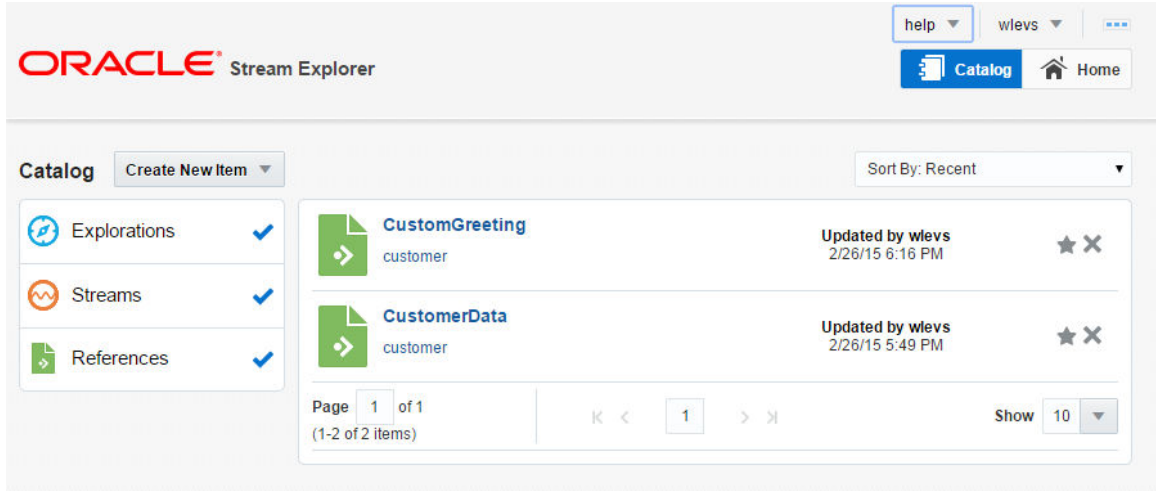 help
wlevs
ORACLE® Stream Explorer
Catalog
Home
Catalog
Create New Item
Sort By: Recent
Explorations
Streams
References
CustomGreeting
customer
Updated by wlevs
2/26/15 6:16 PM
CustomerData
customer
Updated by wlevs
2/26/15 5:49 PM
Page 1 of 1
(1-2 of 2 items)
1
Show 10